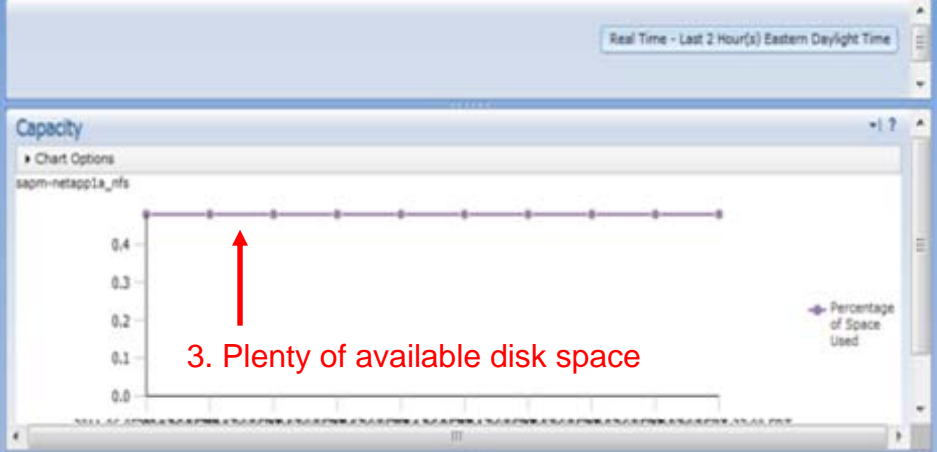 Real Time - Last 2 Hour(s) Eastern Daylight Time
Capacity
?
Chart Options
sapm-netapp1a_nfs
0.4
0.3
0.2
0.1
0.0
Percentage
of Space
Used
3. Plenty of available disk space